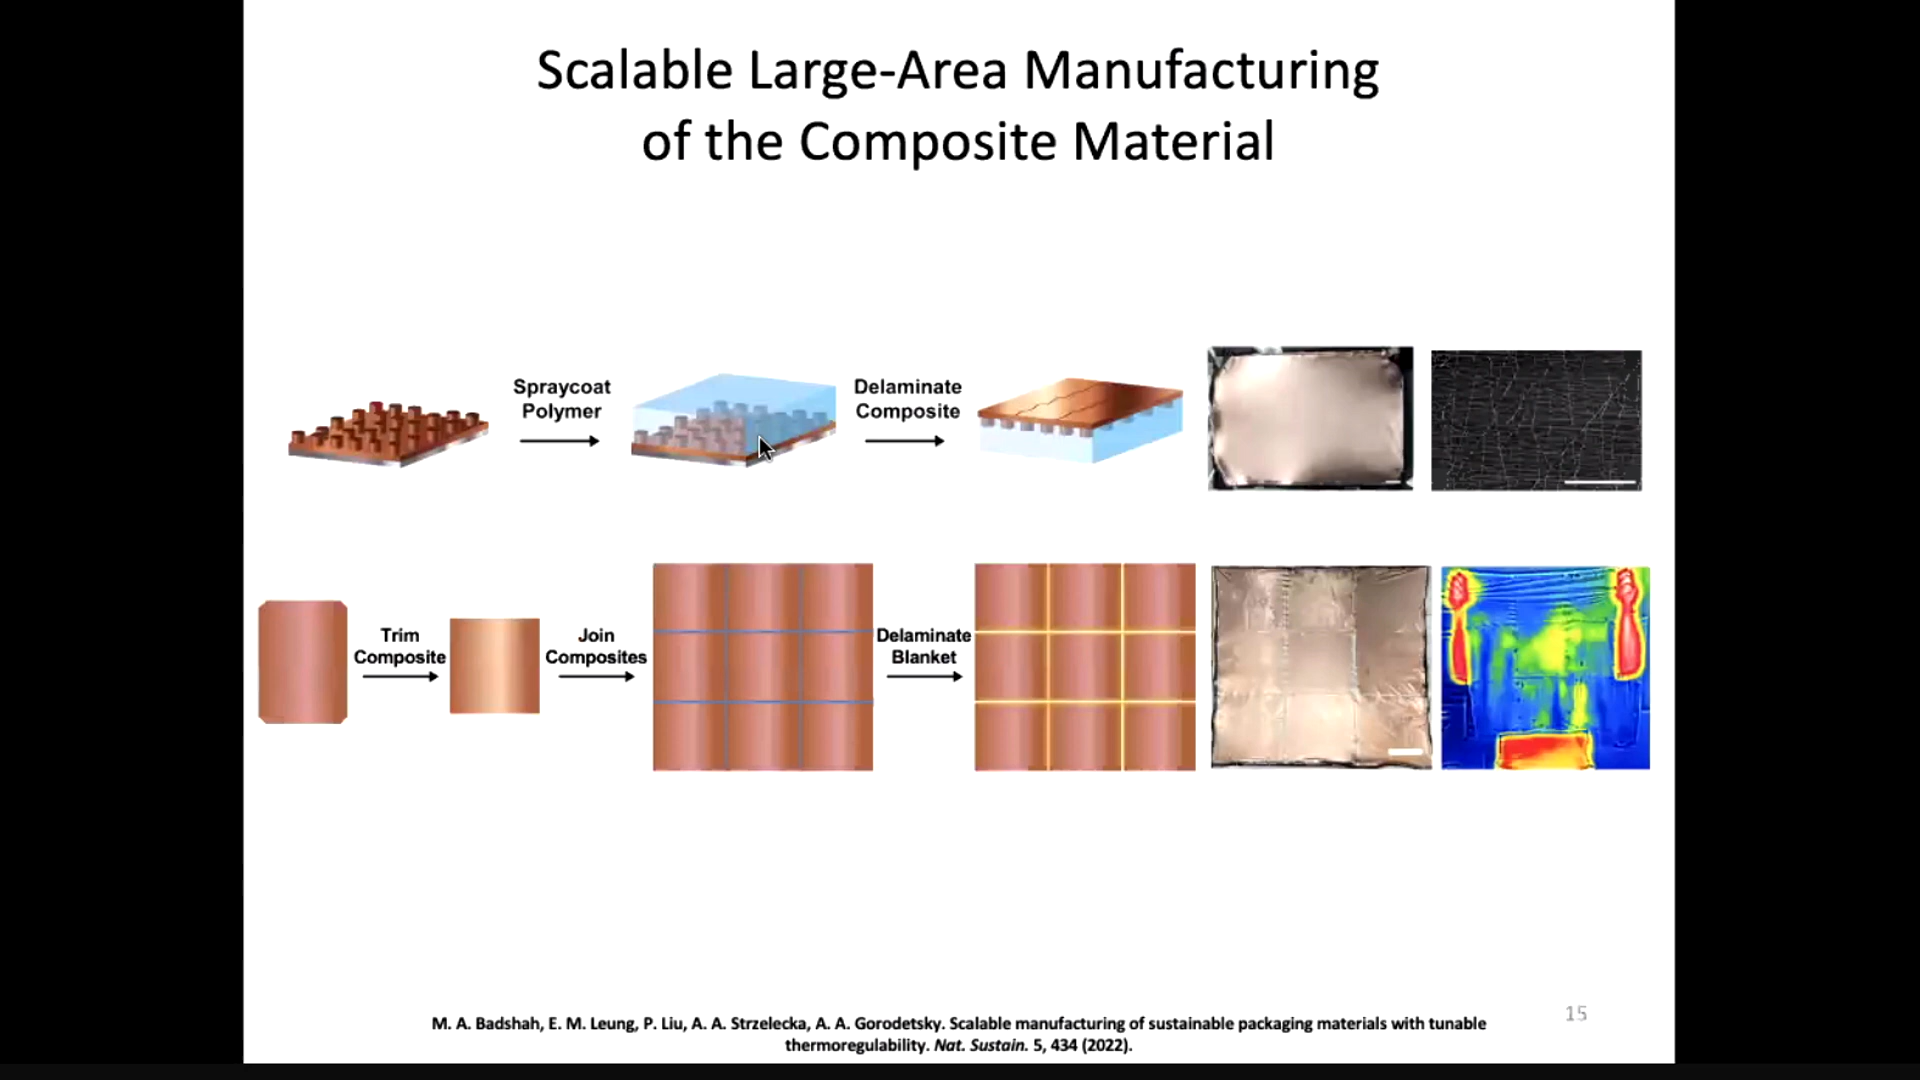 Scalable Large-Area Manufacturing
of the Composite Material
Spraycoat
Polymer
Delaminate
Composite
Trim
Composite
Join
Composites
Delaminate
Blanket
M. A. Badshah, E. M. Leung, P. Liu, A. A. Strzelecka, A. A. Gorodetsky. Scalable manufacturing of sustainable packaging materials with tunable
thermoregulability. Nat. Sustain. 5, 434 (2022).
15